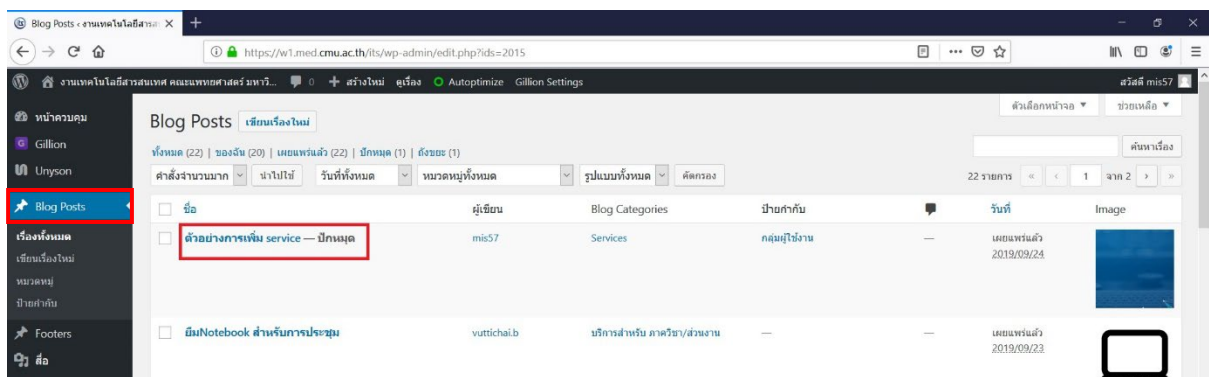 Blog Posts ‹ งานเทคโนโลยีสารส
https://w1.med.cmu.ac.th/its/wp-admin/edit.php?ids=2015
งานเทคโนโลยีสารสนเทศ คณะแพทยศาสตร์ มหาวิ... 0 + สร้างใหม่ ดูเรื่อง Autoptimize Gillion Settings สวัสดี mis57
ตัวเลือกหน้าจอ ช่วยเหลือ
หน้าควบคุม
Gillion
Unyson
Blog Posts
เรื่องทั้งหมด
เขียนเรื่องใหม่
หมวดหมู่
ป้ายกำกับ
Footers
สื่อ
Blog Posts เขียนเรื่องใหม่
ทั้งหมด (22) | ของฉัน (20) | เผยแพร่แล้ว (22) | ปักหมุด (1) | ถังขยะ (1)
ค้นหาเรื่อง
คำสั่งจำนวนมาก นำไปใช้ วันที่ทั้งหมด หมวดหมู่ทั้งหมด รูปแบบทั้งหมด คัดกรอง 22 รายการ « ‹ 1 จาก 2 › »
ชื่อ ผู้เขียน Blog Categories ป้ายกำกับ วันที่ Image
ตัวอย่างการเพิ่ม service — ปักหมุด mis57 Services กลุ่มผู้ใช้งาน — เผยแพร่แล้ว
2019/09/24
ยืมNotebook สำหรับการประชุม vuttichai.b บริการสำหรับ ภาควิชา/ส่วนงาน — — เผยแพร่แล้ว
2019/09/23